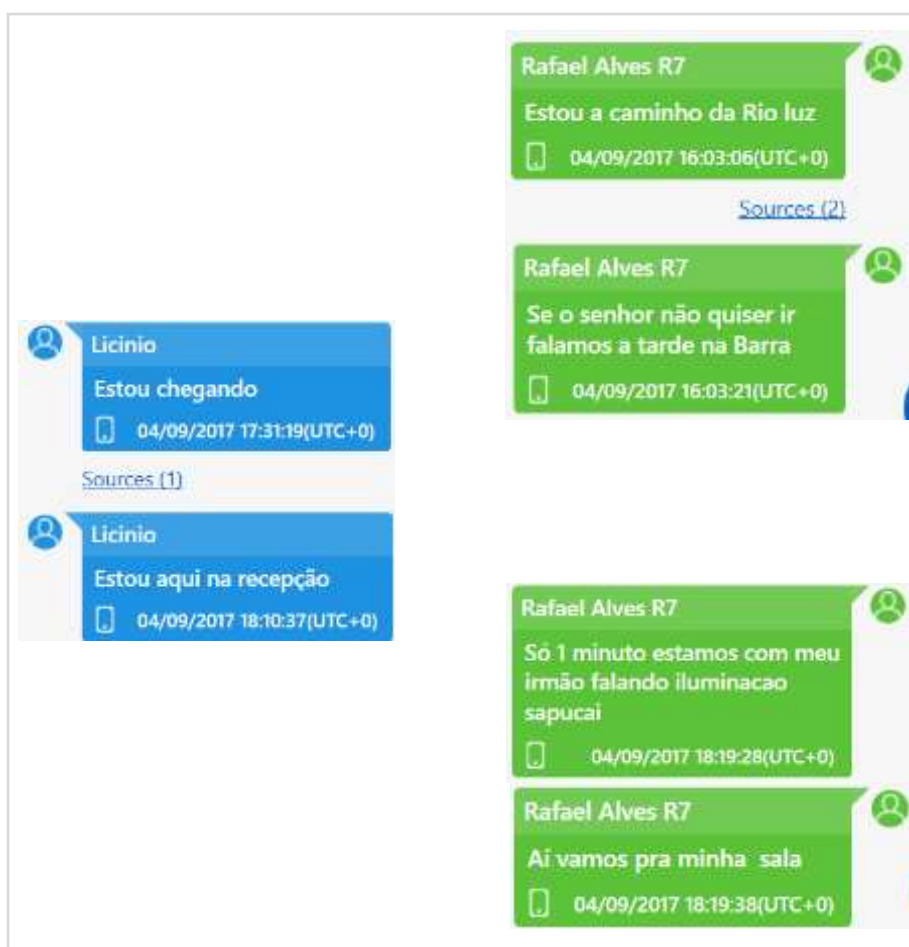 Rafael Alves R7
Estou a caminho da Rio luz
04/09/2017 16:03:06(UTC+0)
Sources (2)
Rafael Alves R7
Se o senhor não quiser ir
falamos a tarde na Barra
04/09/2017 16:03:21(UTC+0)
Licinio
Estou chegando
04/09/2017 17:31:19(UTC+0)
Sources (1)
Licinio
Estou aqui na recepção
04/09/2017 18:10:37(UTC+0)
Rafael Alves R7
Só 1 minuto estamos com meu
irmão falando iluminacao
sapucai
04/09/2017 18:19:28(UTC+0)
Rafael Alves R7
Aí vamos pra minha sala
04/09/2017 18:19:38(UTC+0)